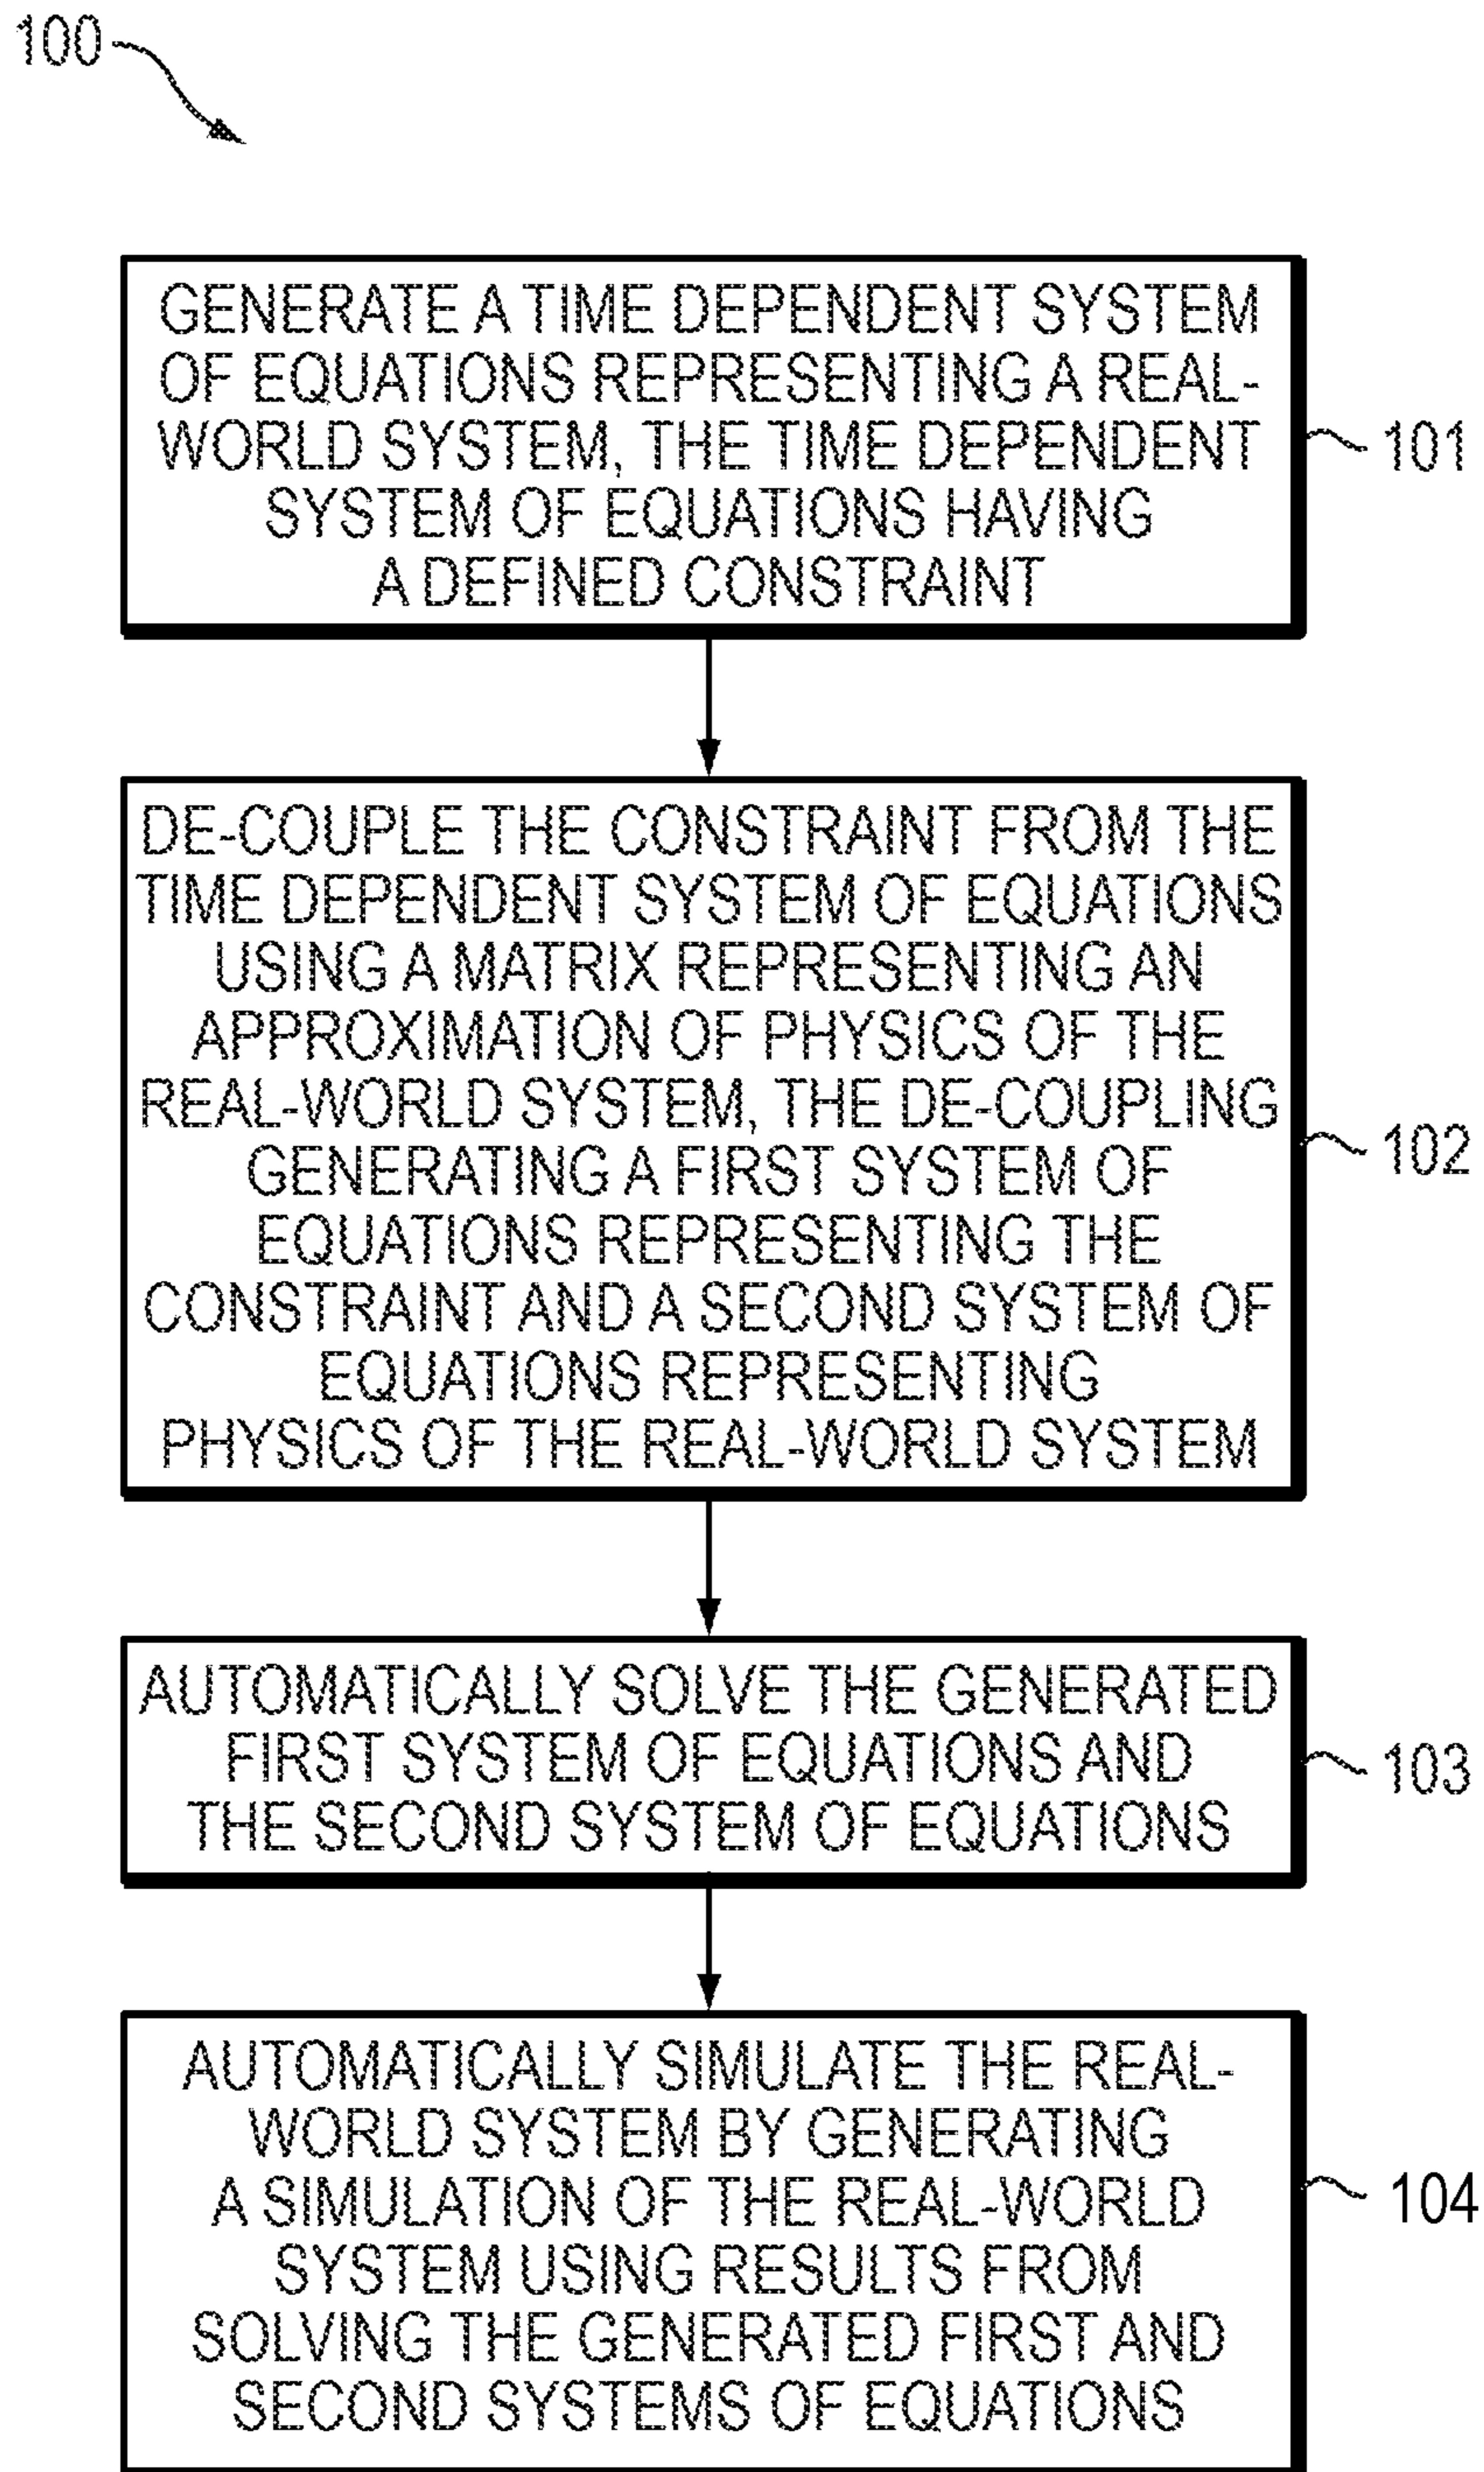 100
GENERATE A TIME DEPENDENT SYSTEM
OF EQUATIONS REPRESENTING A REAL-
WORLD SYSTEM, THE TIME DEPENDENT
SYSTEM OF EQUATIONS HAVING
A DEFINED CONSTRAINT
101
DE-COUPLE THE CONSTRAINT FROM THE
TIME DEPENDENT SYSTEM OF EQUATIONS
USING A MATRIX REPRESENTING AN
APPROXIMATION OF PHYSICS OF THE
REAL-WORLD SYSTEM, THE DE-COUPLING
GENERATING A FIRST SYSTEM OF
EQUATIONS REPRESENTING THE
CONSTRAINT AND A SECOND SYSTEM OF
EQUATIONS REPRESENTING
PHYSICS OF THE REAL-WORLD SYSTEM
102
AUTOMATICALLY SOLVE THE GENERATED
FIRST SYSTEM OF EQUATIONS AND
THE SECOND SYSTEM OF EQUATIONS
103
AUTOMATICALLY SIMULATE THE REAL-
WORLD SYSTEM BY GENERATING
A SIMULATION OF THE REAL-WORLD
SYSTEM USING RESULTS FROM
SOLVING THE GENERATED FIRST AND
SECOND SYSTEMS OF EQUATIONS
104